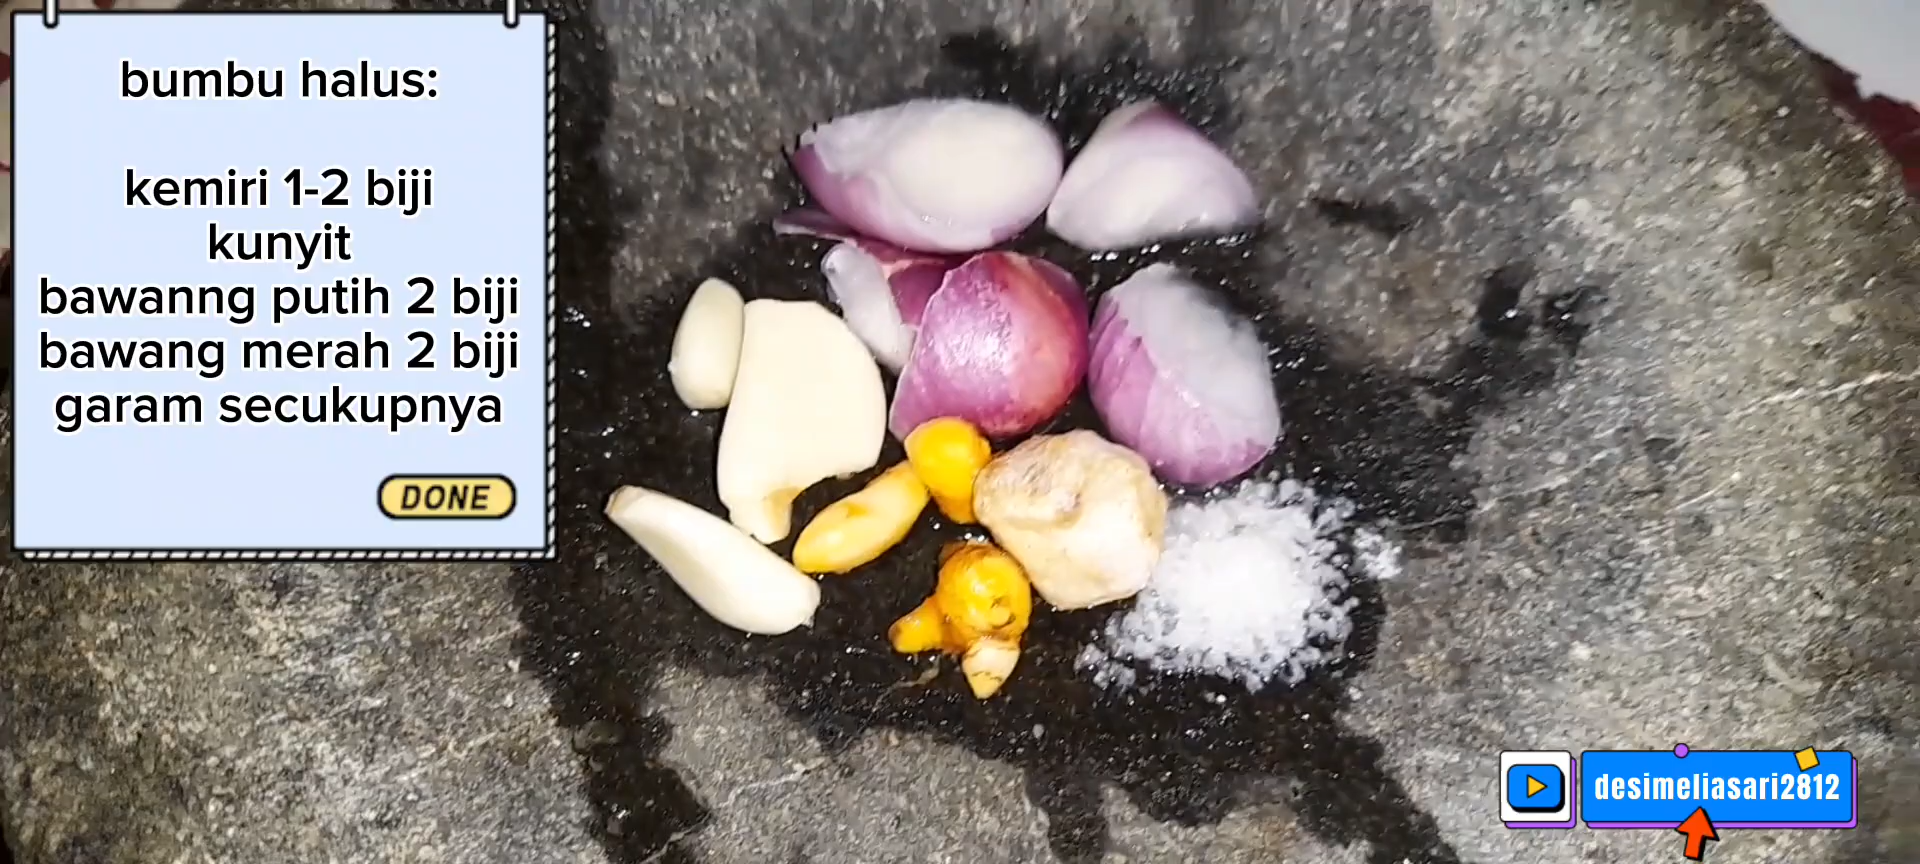 bumbu halus:
kemiri 1-2 biji
kunyit
bawanng putih 2 biji
bawang merah 2 biji
garam secukupnya
DONE
desimeliasari2812